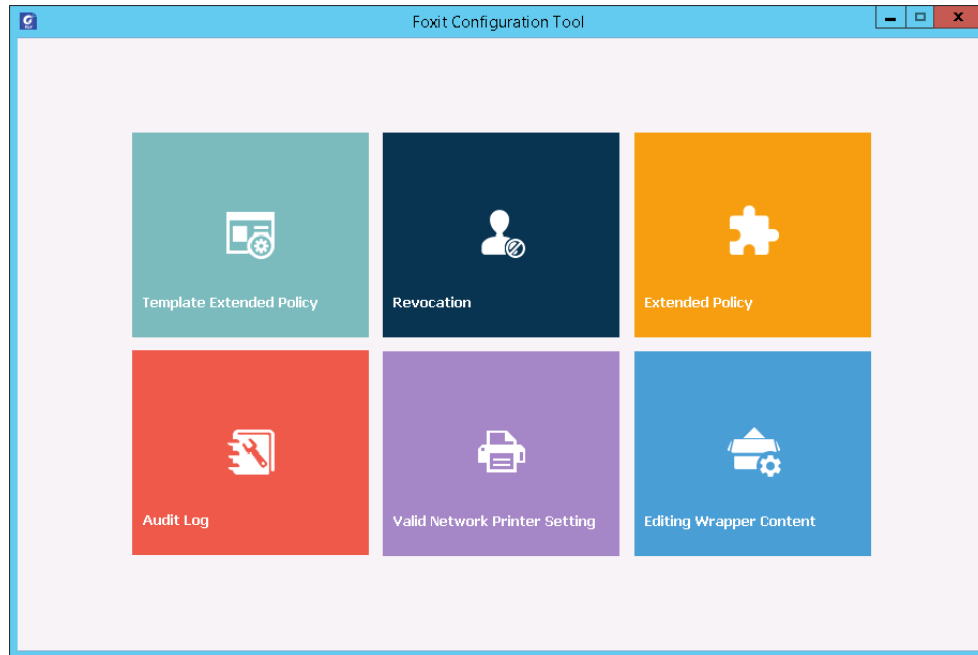 Foxit Configuration Tool
Template Extended Policy
Revocation
Extended Policy
Audit Log
Valid Network Printer Setting
Editing Wrapper Content